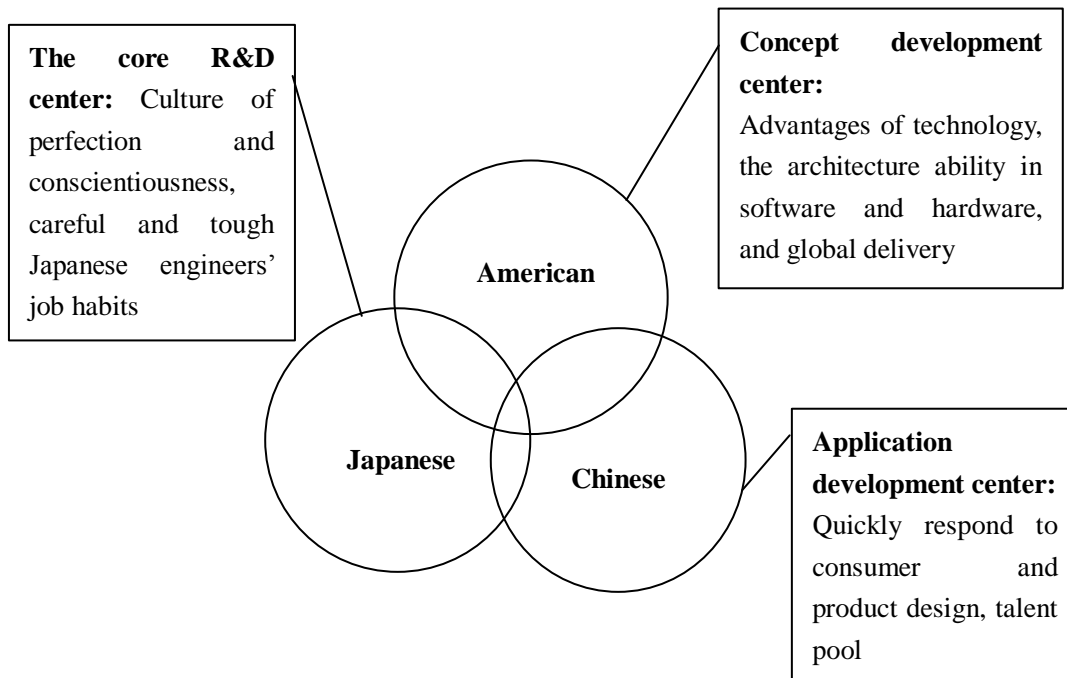 The core R&D
center: Culture of
perfection and
conscientiousness,
careful and tough
Japanese engineers’
job habits
Concept development
center:
Advantages of technology,
the architecture ability in
software and hardware,
and global delivery
American
Japanese
Chinese
Application
development center:
Quickly respond to
consumer and
product design, talent
pool